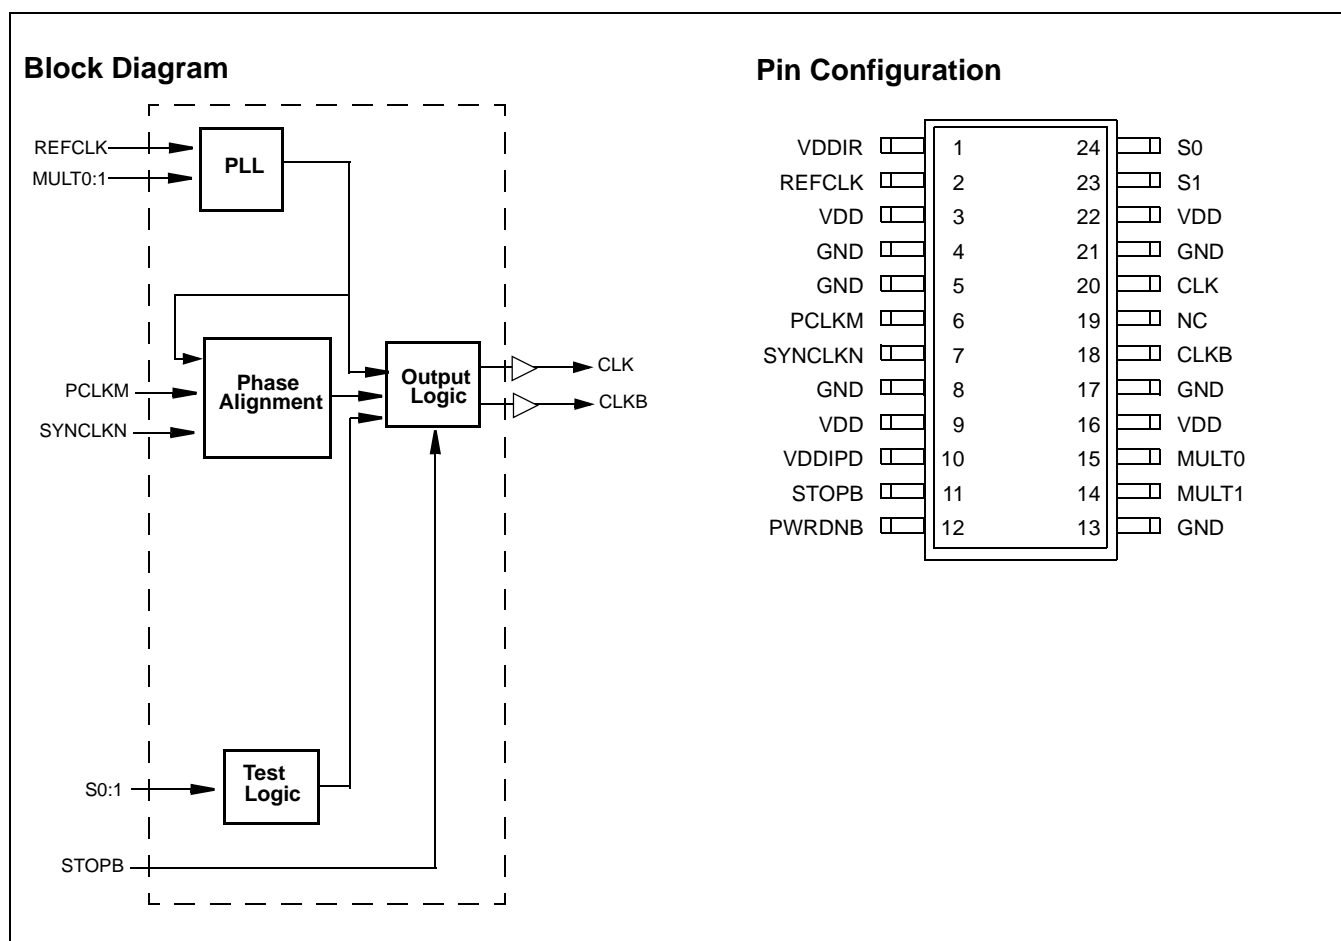 Block Diagram
REFCLK
MULT0:1
PLL
PCLKM
SYNCLKN
Phase
Alignment
Output
Logic
CLK
CLKB
S0:1
Test
Logic
STOPB
Pin Configuration
VDDIR 1 24 S0
REFCLK 2 23 S1
VDD 3 22 VDD
GND 4 21 GND
GND 5 20 CLK
PCLKM 6 19 NC
SYNCLKN 7 18 CLKB
GND 8 17 GND
VDD 9 16 VDD
VDDIPD 10 15 MULT0
STOPB 11 14 MULT1
PWRDNB 12 13 GND